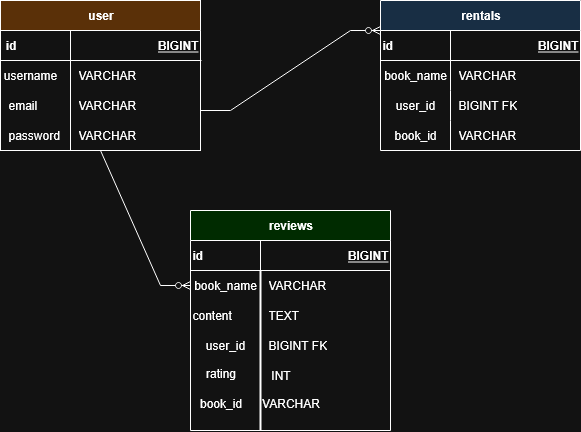 user
id BIGINT
username VARCHAR
email VARCHAR
password VARCHAR
rentals
id BIGINT
book_name VARCHAR
user_id BIGINT FK
book_id VARCHAR
reviews
id BIGINT
book_name VARCHAR
content TEXT
user_id BIGINT FK
rating INT
book_id VARCHAR